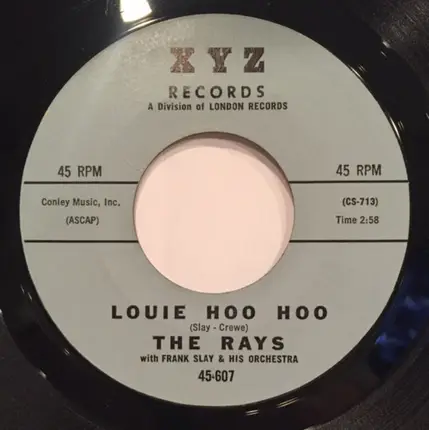 XYZ
RECORDS
A Division of LONDON RECORDS
45 RPM
45 RPM
Conley Music, Inc.
(ASCAP)
(CS-713)
Time 2:58
LOUIE HOO HOO
(Slay - Crewe)
THE RAYS
with FRANK SLAY & HIS ORCHESTRA
45-607